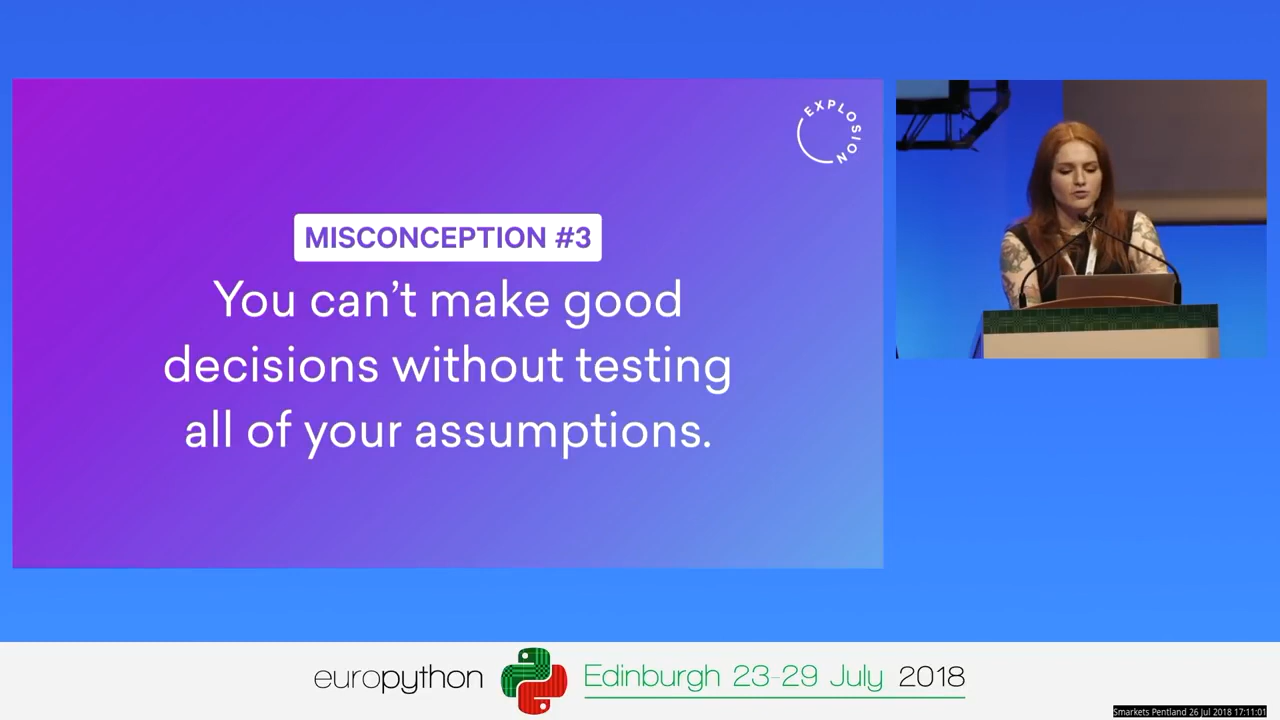 EXPLOSION
MISCONCEPTION #3
You can’t make good
decisions without testing
all of your assumptions.
europython
Edinburgh 23-29 July 2018
Smarkets Pentland 26 Jul 2018 17:11:01